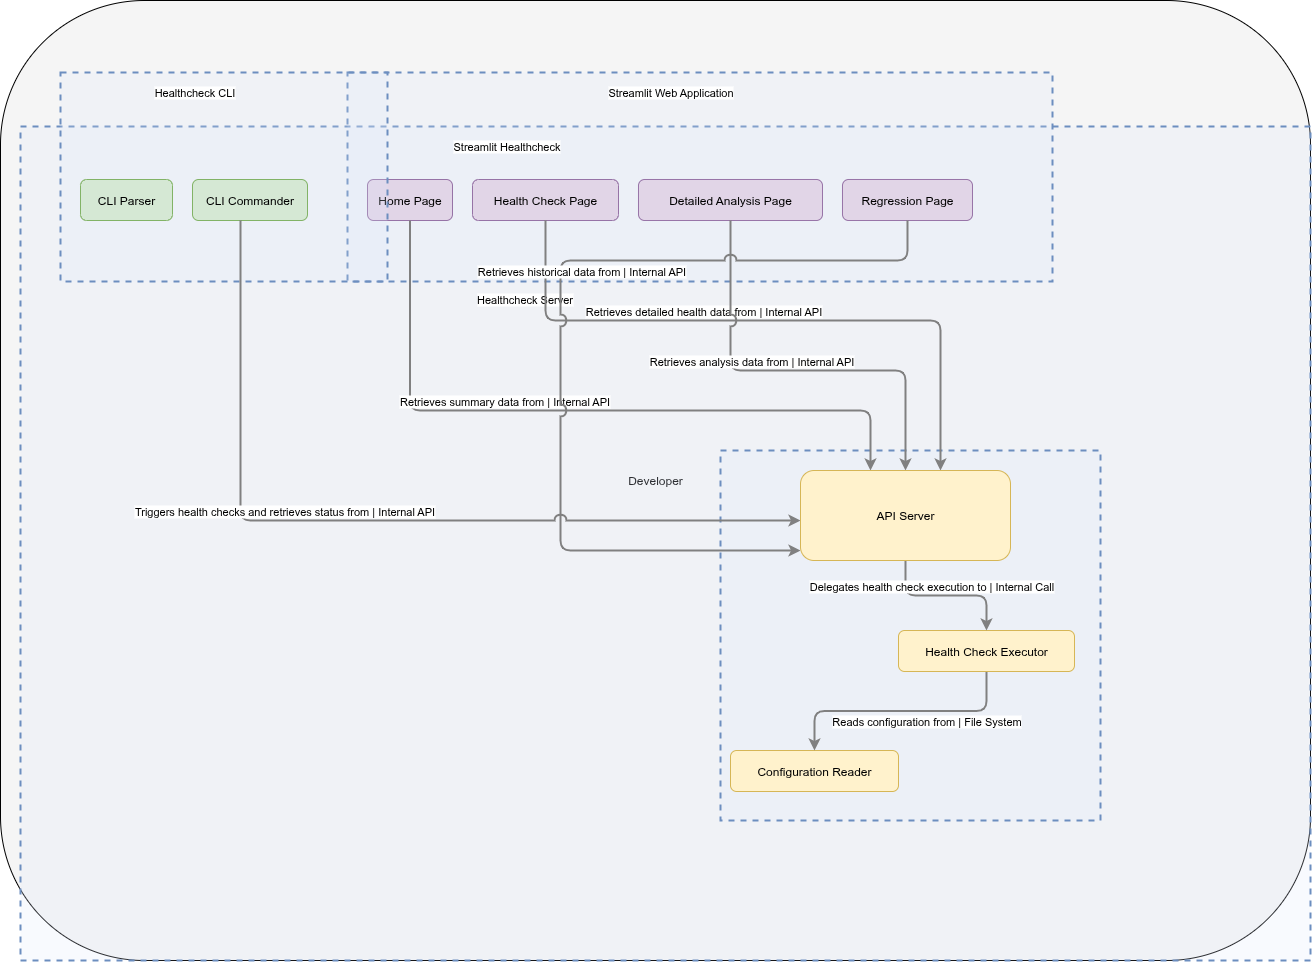 Healthcheck CLI
Streamlit Web Application
Streamlit Healthcheck
CLI Parser
CLI Commander
Home Page
Health Check Page
Detailed Analysis Page
Regression Page
Retrieves historical data from | Internal API
Healthcheck Server
Retrieves detailed health data from | Internal API
Retrieves analysis data from | Internal API
Retrieves summary data from | Internal API
Developer
Triggers health checks and retrieves status from | Internal API
API Server
Delegates health check execution to | Internal Call
Health Check Executor
Reads configuration from | File System
Configuration Reader